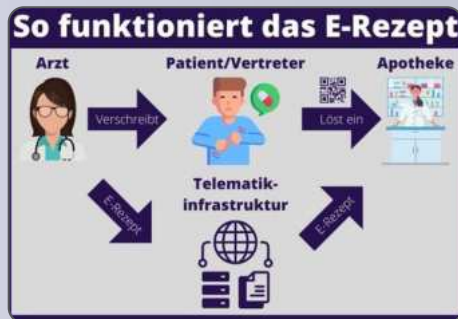 So funktioniert das E-Rezept
Arzt
Patient/Vertreter
Apotheke
Verschreibt
Löst ein
Telematik-
infrastruktur
E-Rezept
E-Rezept